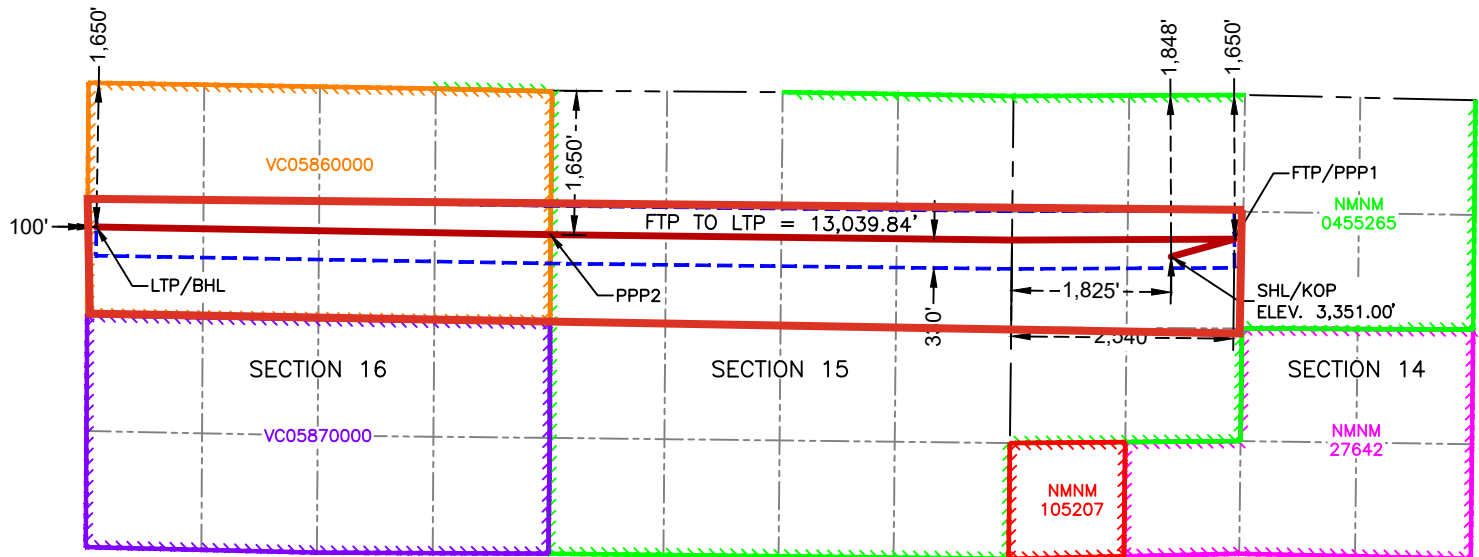 1,650'
1,848'
1,650'
VC05860000
1,650'
FTP/PPP1
NMNM
0455265
100'
FTP TO LTP = 13,039.84'
LTP/BHL
PPP2
1,825'
SHL/KOP
ELEV. 3,351.00'
SECTION 16
SECTION 15
SECTION 14
VC05870000
NMNM
27642
NMNM
105207